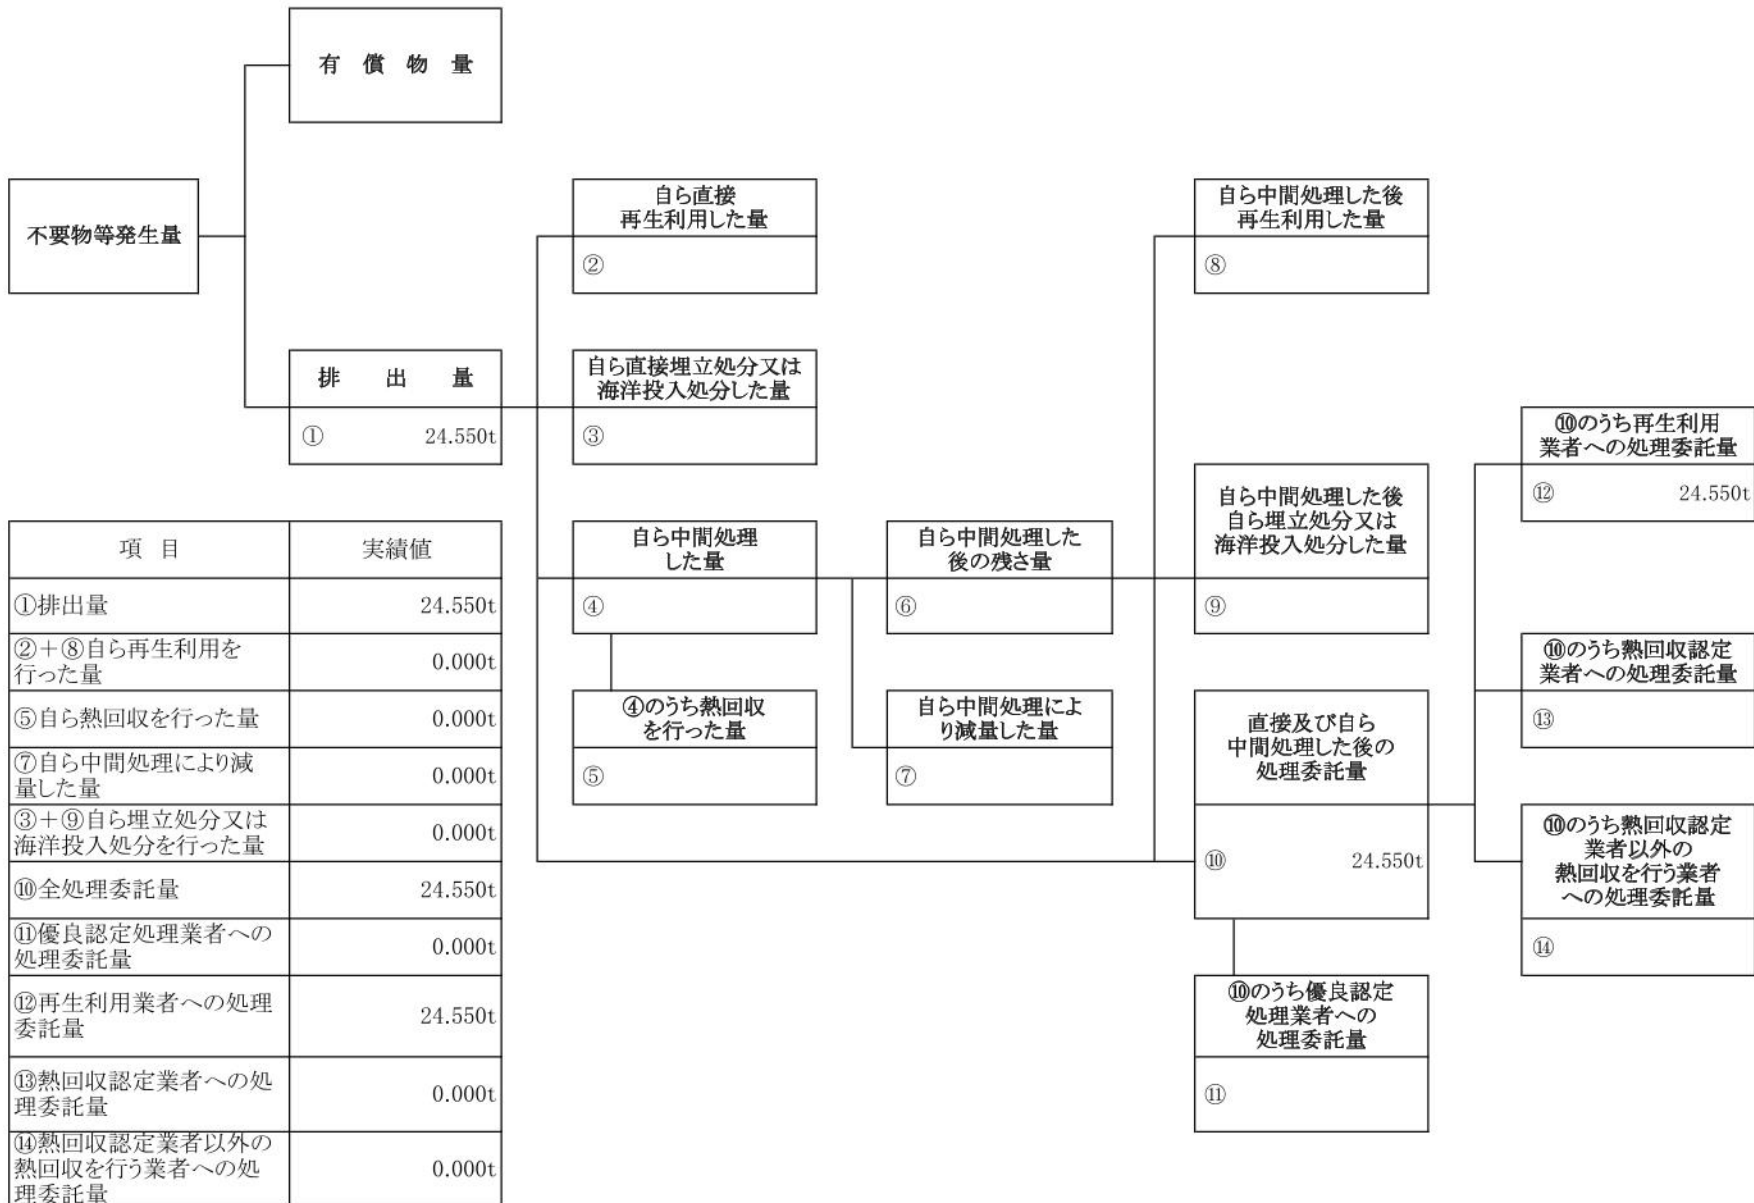 有 償 物 量
不要物等発生量
自ら直接
再生利用した量
②
自ら中間処理した後
再生利用した量
⑧
排 出 量
① 24.550t
自ら直接埋立処分又は
海洋投入処分した量
③
⑩のうち再生利用
業者への処理委託量
⑫ 24.550t
自ら中間処理
した量
④
自ら中間処理した
後の残さ量
⑥
自ら中間処理した後
自ら埋立処分又は
海洋投入処分した量
⑨
⑩のうち熱回収認定
業者への処理委託量
⑬
④のうち熱回収
を行った量
⑤
自ら中間処理によ
り減量した量
⑦
直接及び自ら
中間処理した後の
処理委託量
⑩ 24.550t
⑩のうち熱回収認定
業者以外の
熱回収を行う業者
への処理委託量
⑭
⑩のうち優良認定
処理業者への
処理委託量
⑪
項 目 実績値
①排出量 24.550t
②+⑧自ら再生利用を
行った量 0.000t
⑤自ら熱回収を行った量 0.000t
⑦自ら中間処理により減
量した量 0.000t
③+⑨自ら埋立処分又は
海洋投入処分を行った量 0.000t
⑩全処理委託量 24.550t
⑪優良認定処理業者への
処理委託量 0.000t
⑫再生利用業者への処理
委託量 24.550t
⑬熱回収認定業者への処
理委託量 0.000t
⑭熱回収認定業者以外の
熱回収を行う業者への処
理委託量 0.000t